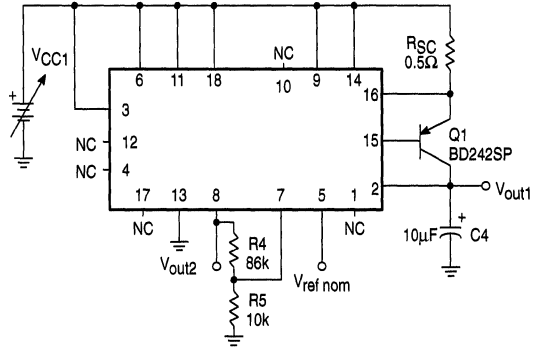 VCC1
+
NC
6
11
18
10
9
14
3
16
RSC
0.5Ω
NC
12
15
Q1
BD242SP
NC
4
2
Vout1
17
13
8
7
5
1
NC
NC
10μF
+
C4
Vout2
R4
86k
Vref nom
R5
10k